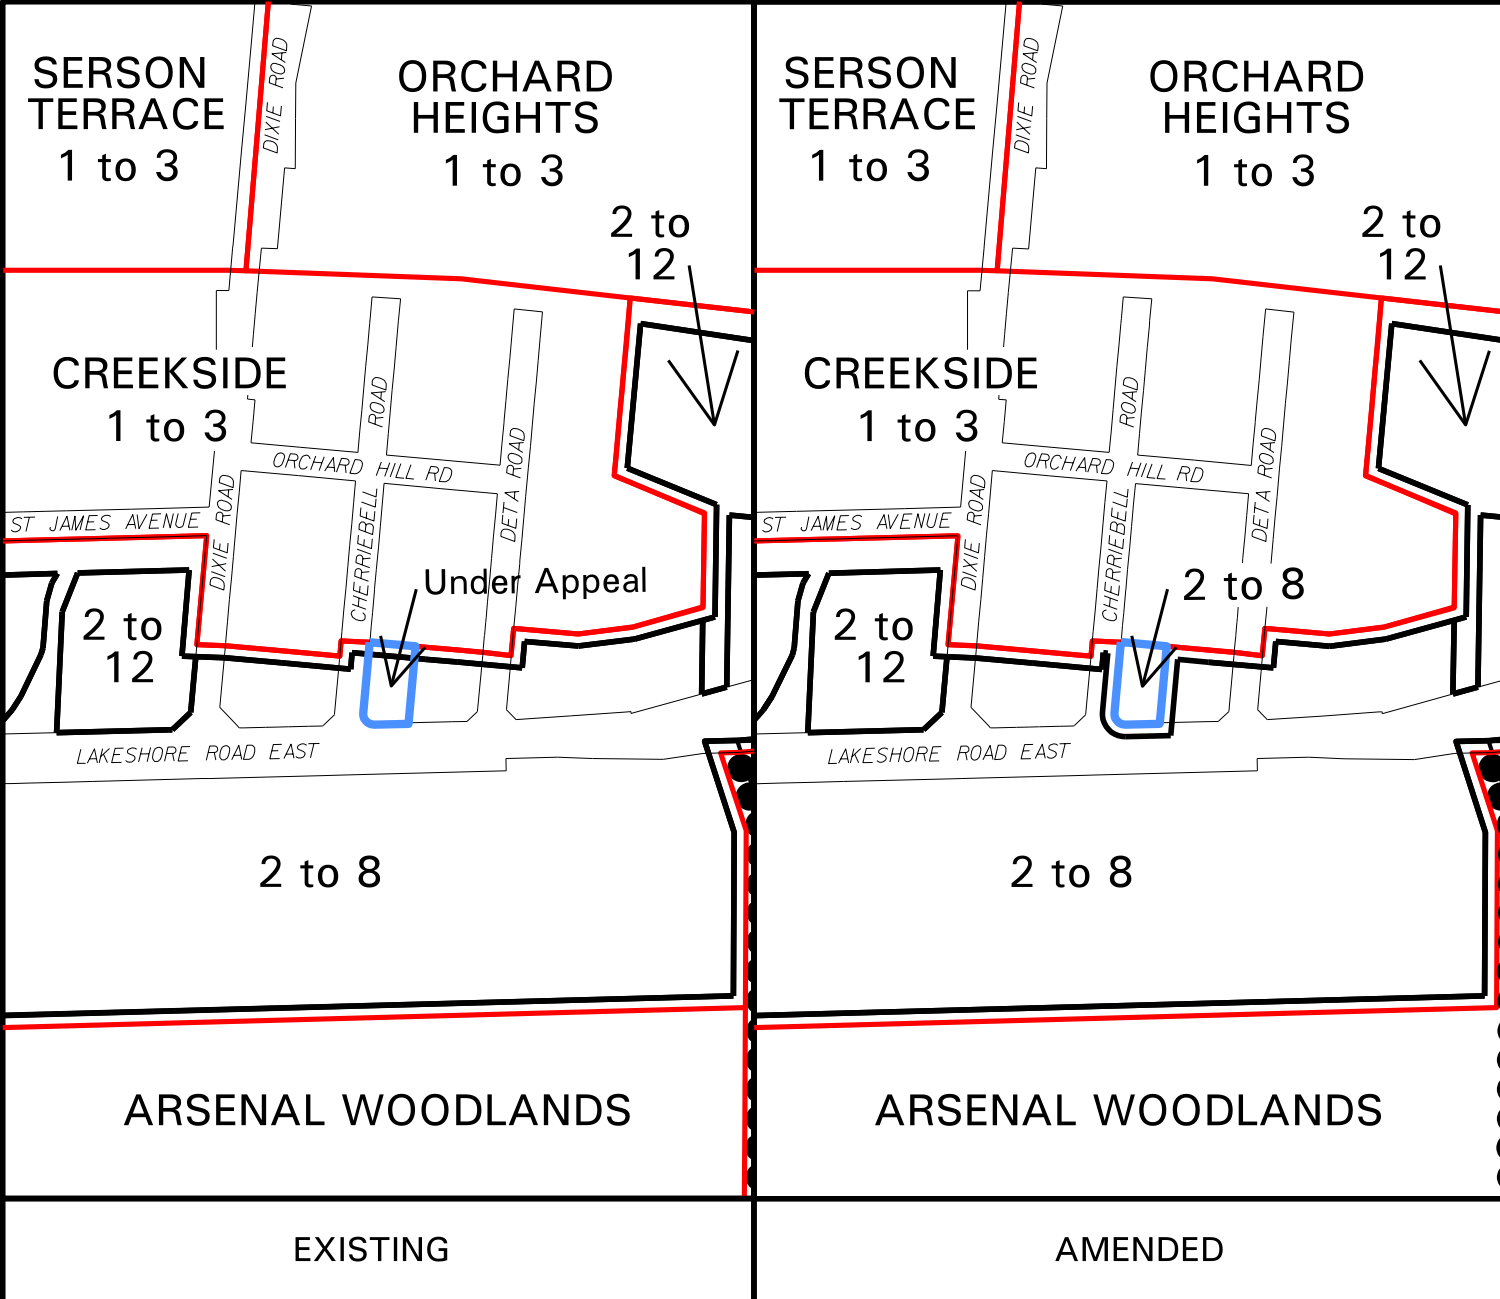 SERSON
TERRACE
1 to 3
DIXIE ROAD
ORCHARD
HEIGHTS
1 to 3
2 to
12
CREEKSIDE
1 to 3
ROAD
ORCHARD HILL RD
DETA ROAD
ST JAMES AVENUE
DIXIE ROAD
CHERRIEBELL
Under Appeal
2 to
12
LAKESHORE ROAD EAST
2 to 8
ARSENAL WOODLANDS
EXISTING
SERSON
TERRACE
1 to 3
DIXIE ROAD
ORCHARD
HEIGHTS
1 to 3
2 to
12
CREEKSIDE
1 to 3
ROAD
ORCHARD HILL RD
DETA ROAD
ST JAMES AVENUE
DIXIE ROAD
CHERRIEBELL
2 to 8
2 to
12
LAKESHORE ROAD EAST
2 to 8
ARSENAL WOODLANDS
AMENDED